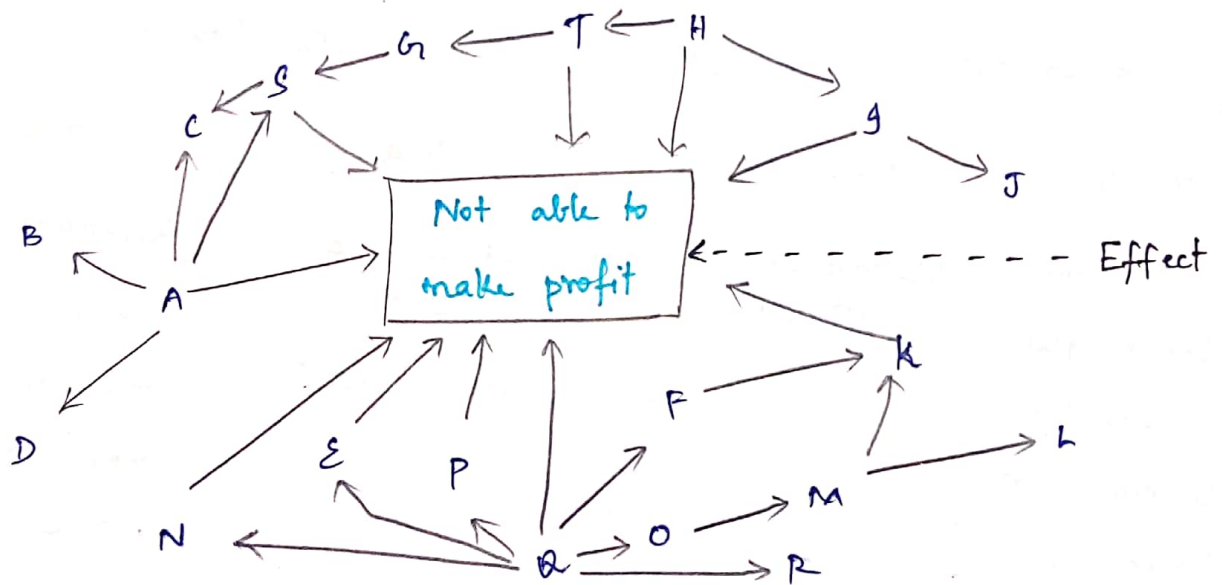 G T H
S
C I
J
Not able to
B
Effect
make profit
A
K
F
D E P L
M
N O
Q R